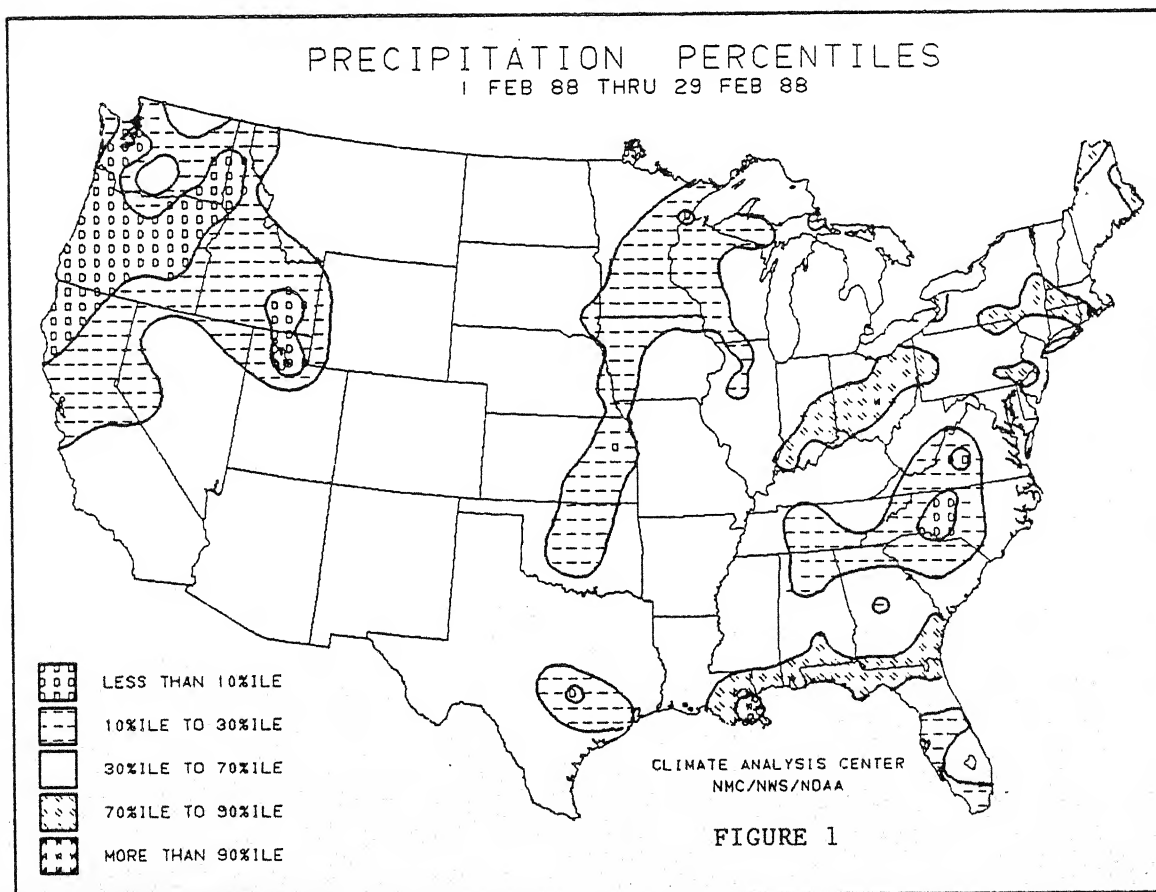 PRECIPITATION PERCENTILES
1 FEB 88 THRU 29 FEB 88
LESS THAN 10%ILE
10%ILE TO 30%ILE
30%ILE TO 70%ILE
70%ILE TO 90%ILE
MORE THAN 90%ILE
CLIMATE ANALYSIS CENTER
NMC/NWS/NOAA
FIGURE 1